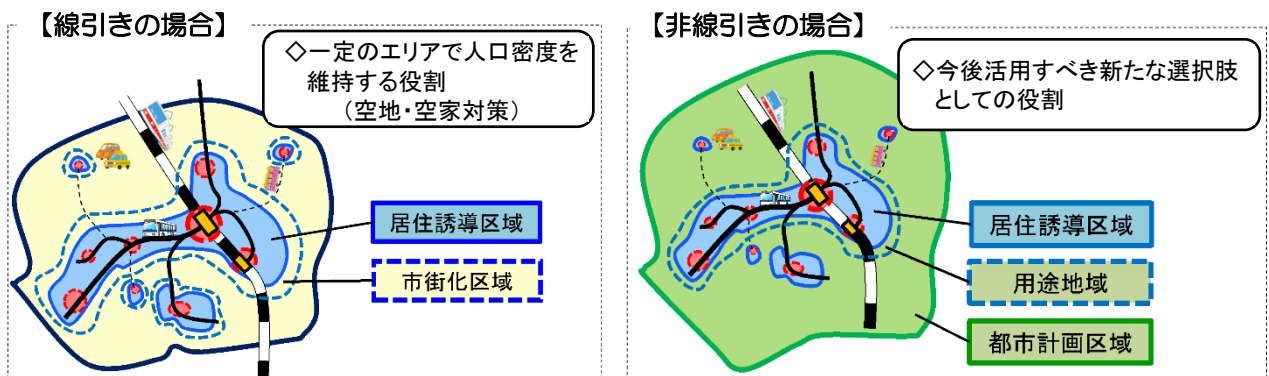 【線引きの場合】
◇一定のエリアで人口密度を
維持する役割
(空地・空家対策)
居住誘導区域
市街化区域
【非線引きの場合】
◇今後活用すべき新たな選択肢
としての役割
居住誘導区域
用途地域
都市計画区域